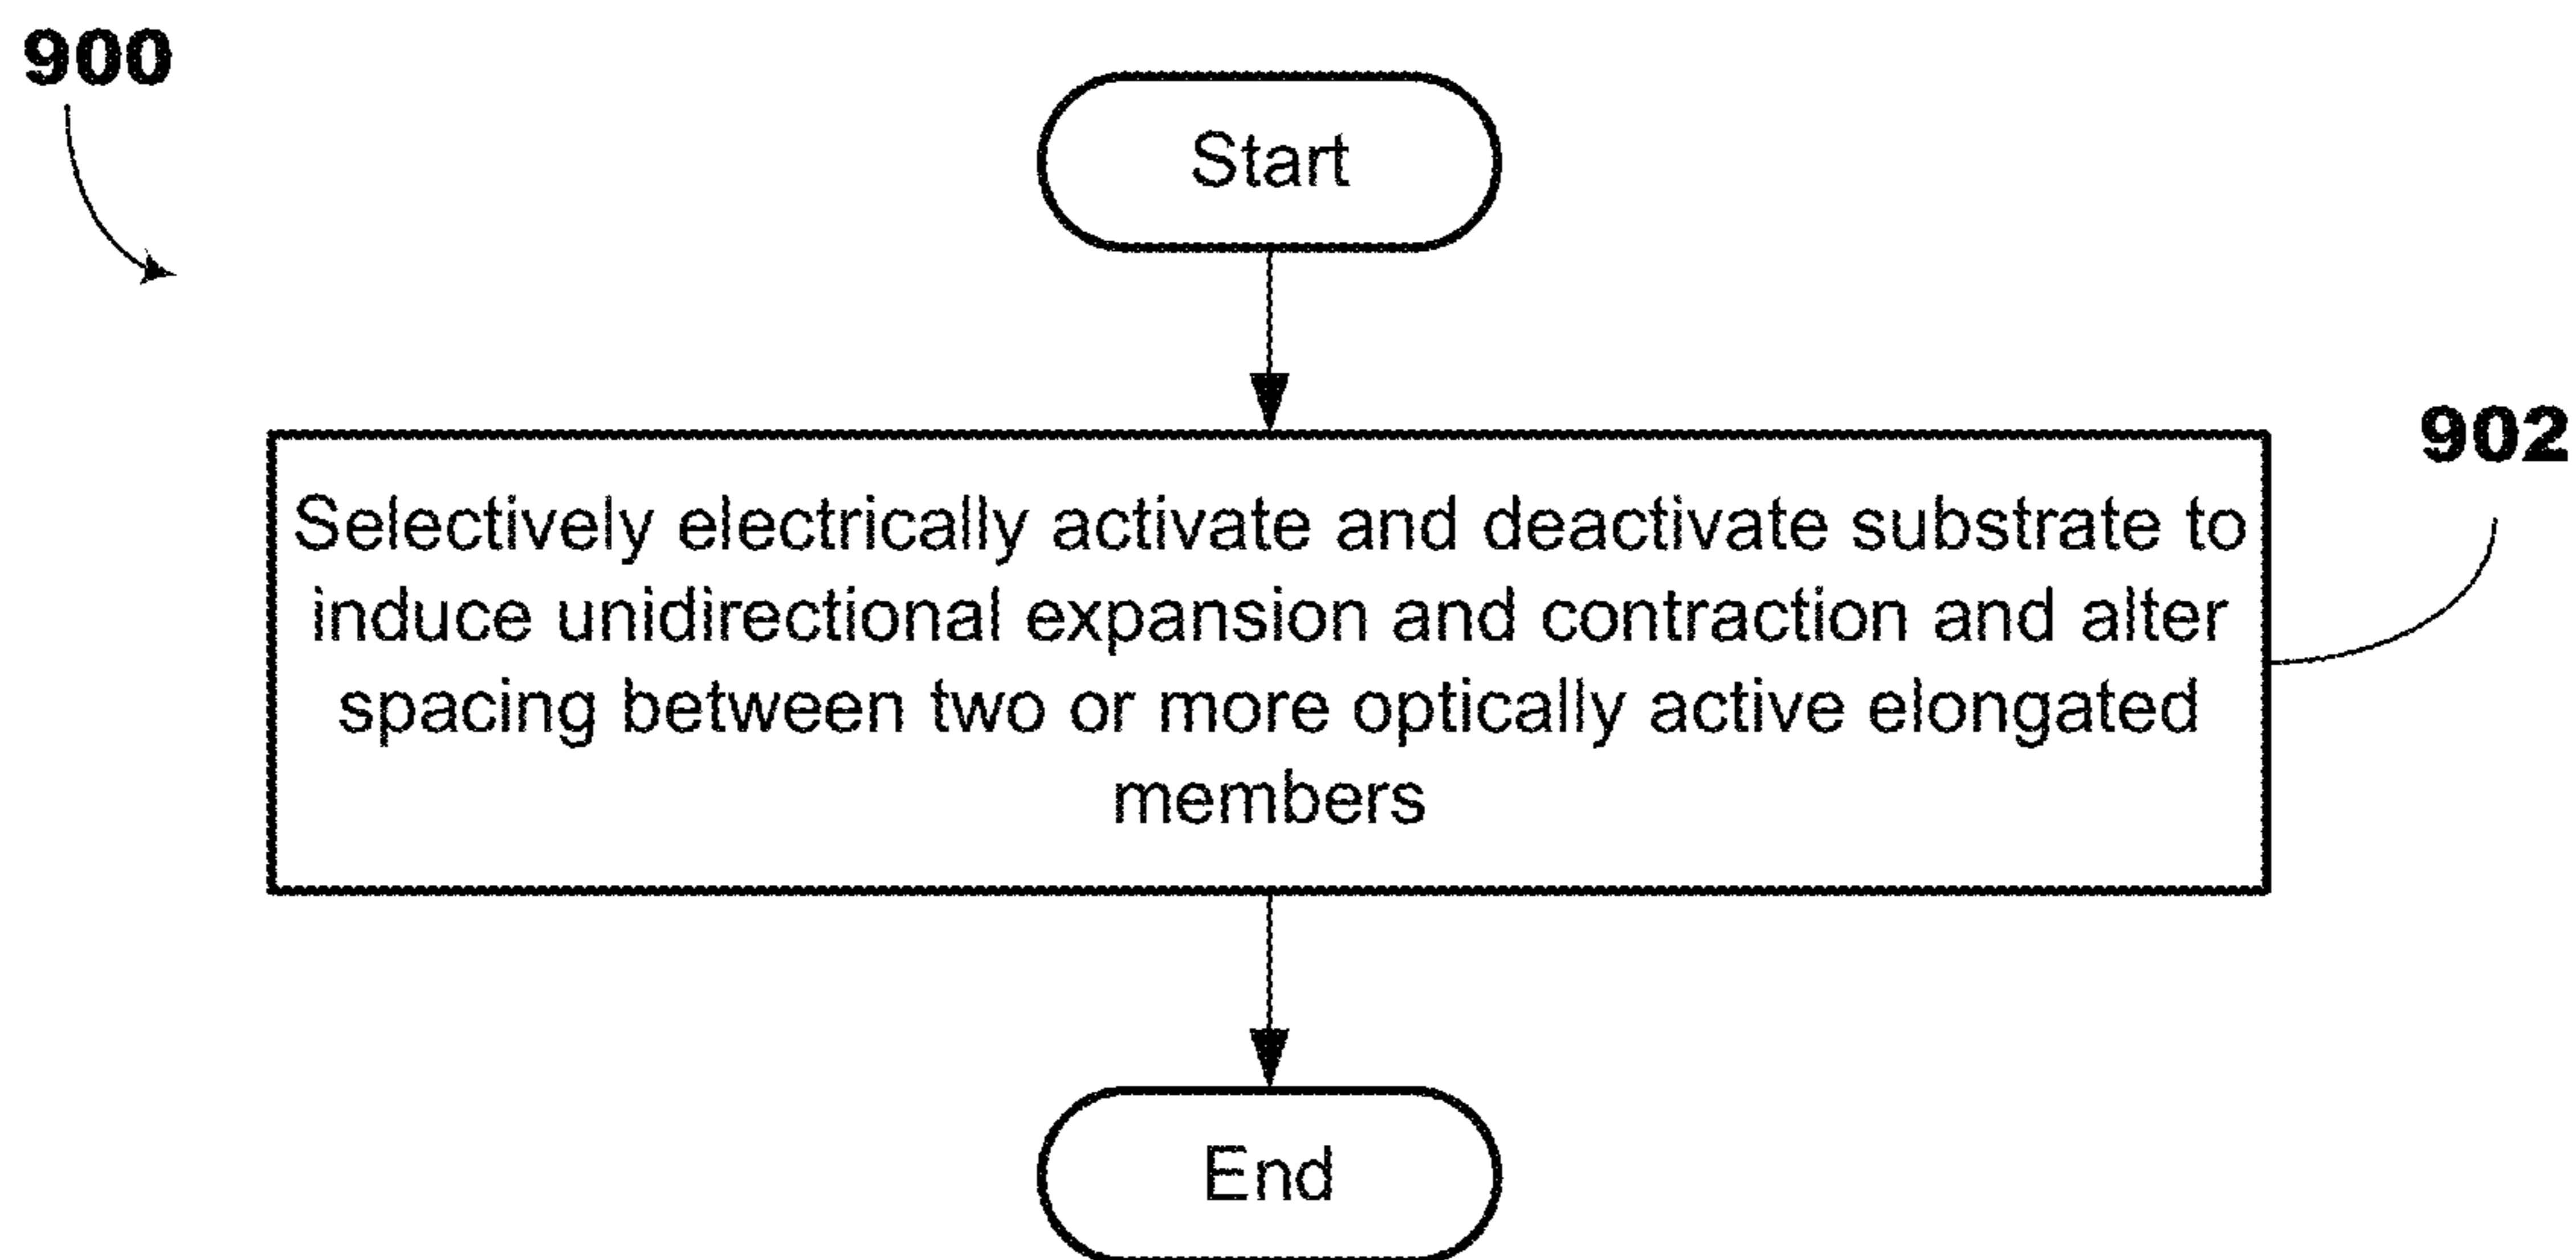 900
Start
902
Selectively electrically activate and deactivate substrate to
induce unidirectional expansion and contraction and alter
spacing between two or more optically active elongated
members
End